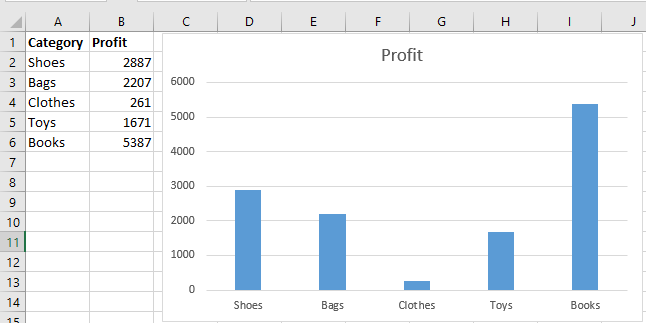 A B C D E F G H I J
1 Category Profit
2 Shoes 2887
3 Bags 2207
4 Clothes 261
5 Toys 1671
6 Books 5387
7
8
9
10
11
12
13
14
15
Profit
6000
5000
4000
3000
2000
1000
0
Shoes Bags Clothes Toys Books